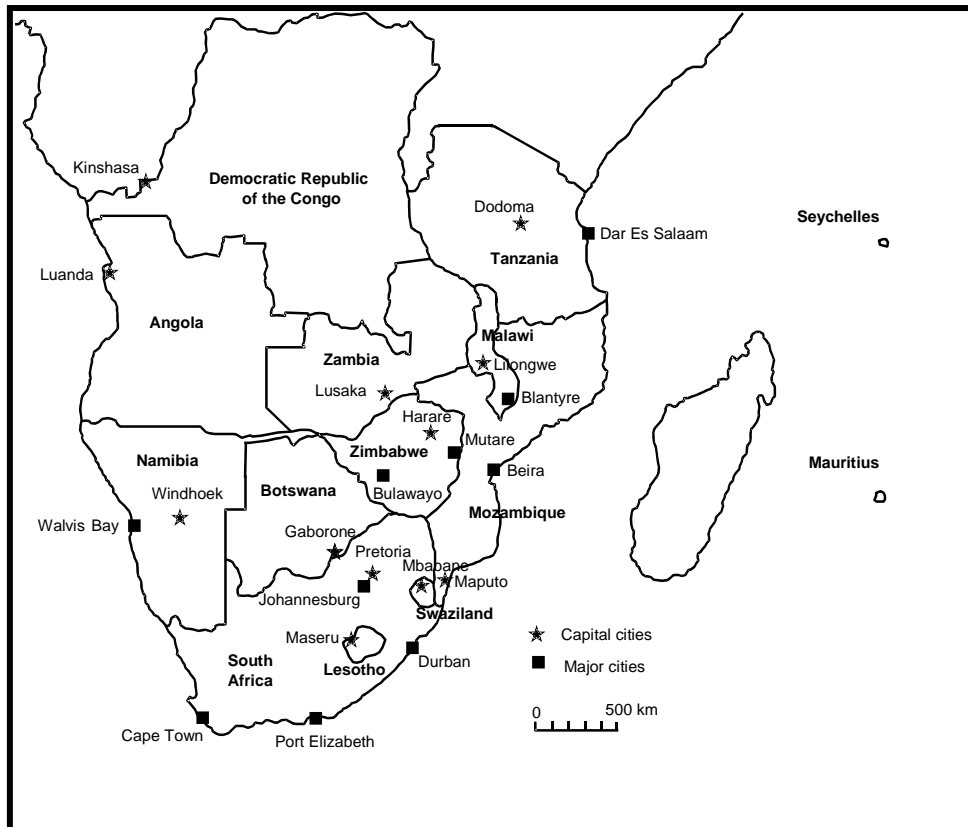 Kinshasa
Democratic Republic
of the Congo
Dodoma
Seychelles
Dar Es Salaam
Tanzania
Luanda
Angola
Malawi
Zambia
Lilongwe
Lusaka
Blantyre
Harare
Mutare
Zimbabwe
Namibia
Beira
Mauritius
Botswana
Bulawayo
Windhoek
Mozambique
Walvis Bay
Gaborone
Pretoria
Mbabane
Maputo
Johannesburg
Swaziland
Maseru
Capital cities
Durban
Major cities
South
Africa
Lesotho
0 500 km
Cape Town
Port Elizabeth